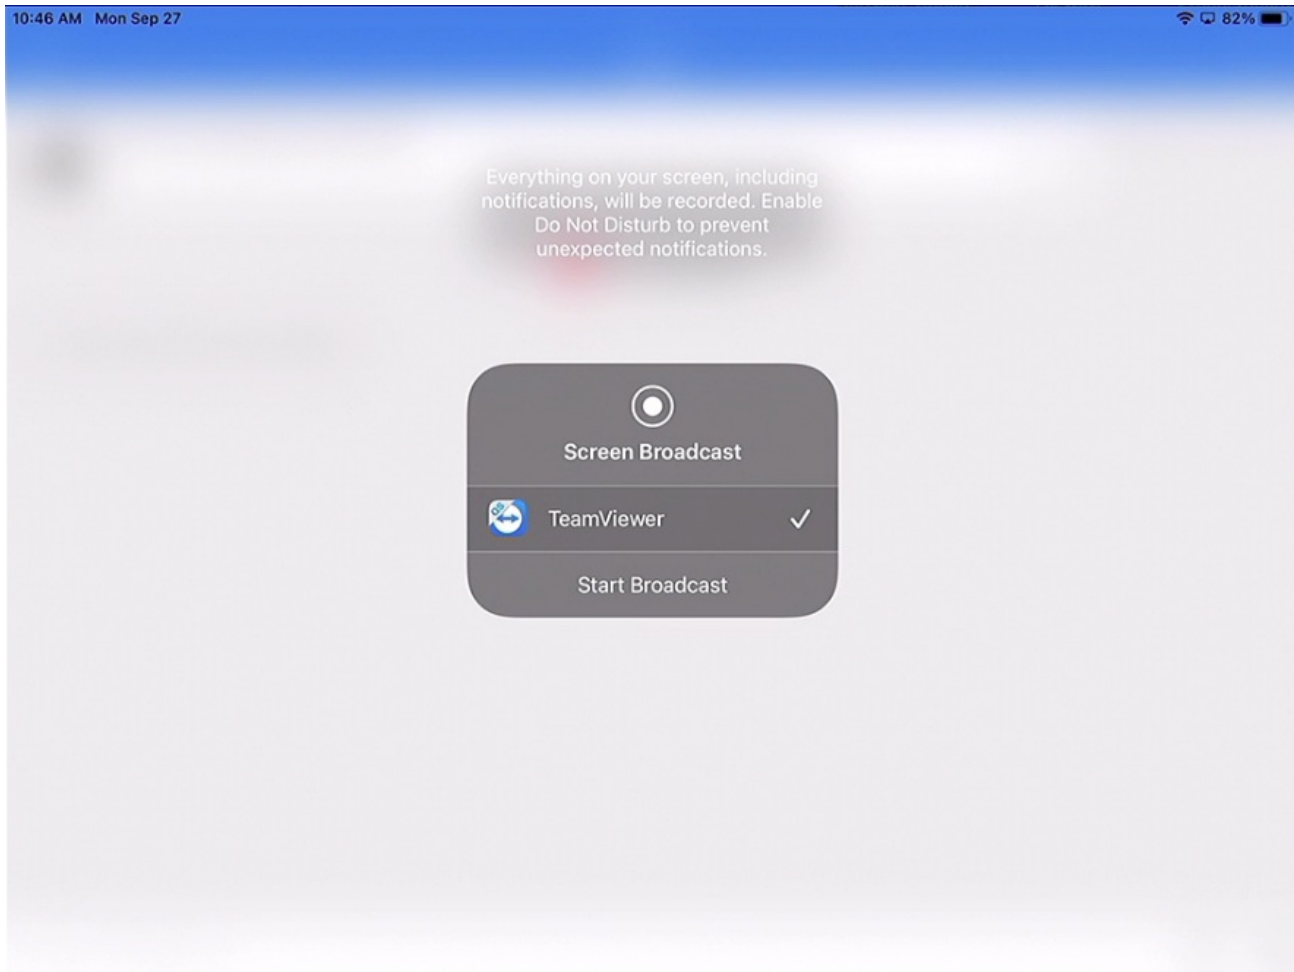 10:46 AM Mon Sep 27
82%
Everything on your screen, including
notifications, will be recorded. Enable
Do Not Disturb to prevent
unexpected notifications.
Screen Broadcast
TeamViewer
Start Broadcast